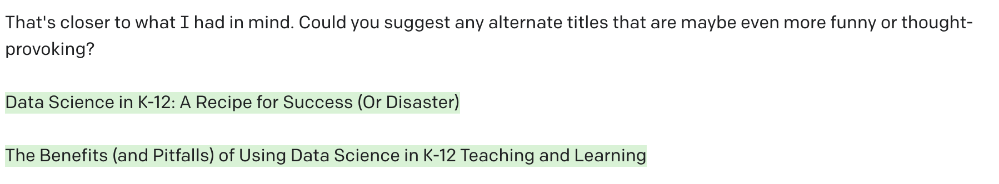 That's closer to what I had in mind. Could you suggest any alternate titles that are maybe even more funny or thought-
provoking?
Data Science in K-12: A Recipe for Success (Or Disaster)
The Benefits (and Pitfalls) of Using Data Science in K-12 Teaching and Learning